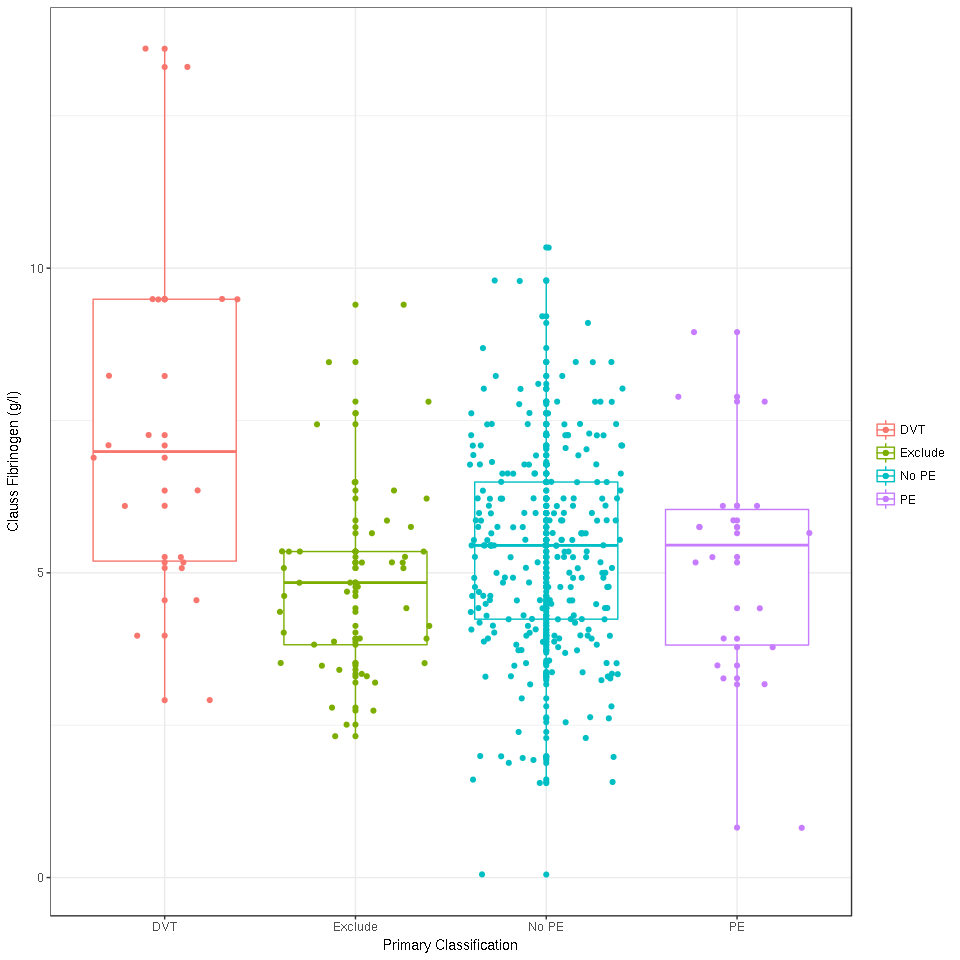 Clauss Fibrinogen (g/l)
10
5
0
DVT
Exclude
No PE
PE
DVT Exclude No PE PE
Primary Classification